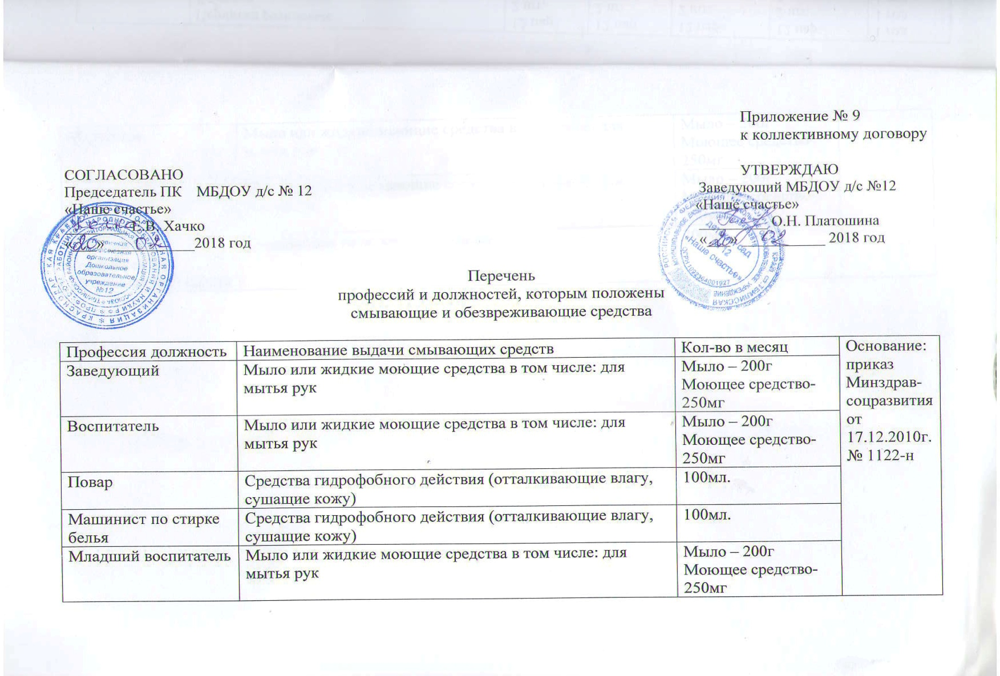 Приложение № 9
к коллективному договору
СОГЛАСОВАНО
Председатель ПК МБДОУ д/с № 12
«Наше счастье»
С.В. Хачко
«20» 02 2018 год
УТВЕРЖДАЮ
Заведующий МБДОУ д/с №12
«Наше счастье»
О.Н. Платошина
«20» 02 2018 год
Первичная
профсоюзная
организация
Дошкольное
образовательное
учреждение
№12
Детский сад
№ 12
«Наше счастье»
Перечень
профессий и должностей, которым положены
смывающие и обезвреживающие средства
Профессия должность
Наименование выдачи смывающих средств
Кол-во в месяц
Основание:
приказ
Минздрав-
соцразвития
от
17.12.2010г.
№ 1122-н
Заведующий
Мыло или жидкие моющие средства в том числе: для
мытья рук
Мыло – 200г
Моющее средство-
250мг
Воспитатель
Мыло или жидкие моющие средства в том числе: для
мытья рук
Мыло – 200г
Моющее средство-
250мг
Повар
Средства гидрофобного действия (отталкивающие влагу,
сушащие кожу)
100мл.
Машинист по стирке
белья
Средства гидрофобного действия (отталкивающие влагу,
сушащие кожу)
100мл.
Младший воспитатель
Мыло или жидкие моющие средства в том числе: для
мытья рук
Мыло – 200г
Моющее средство-
250мг